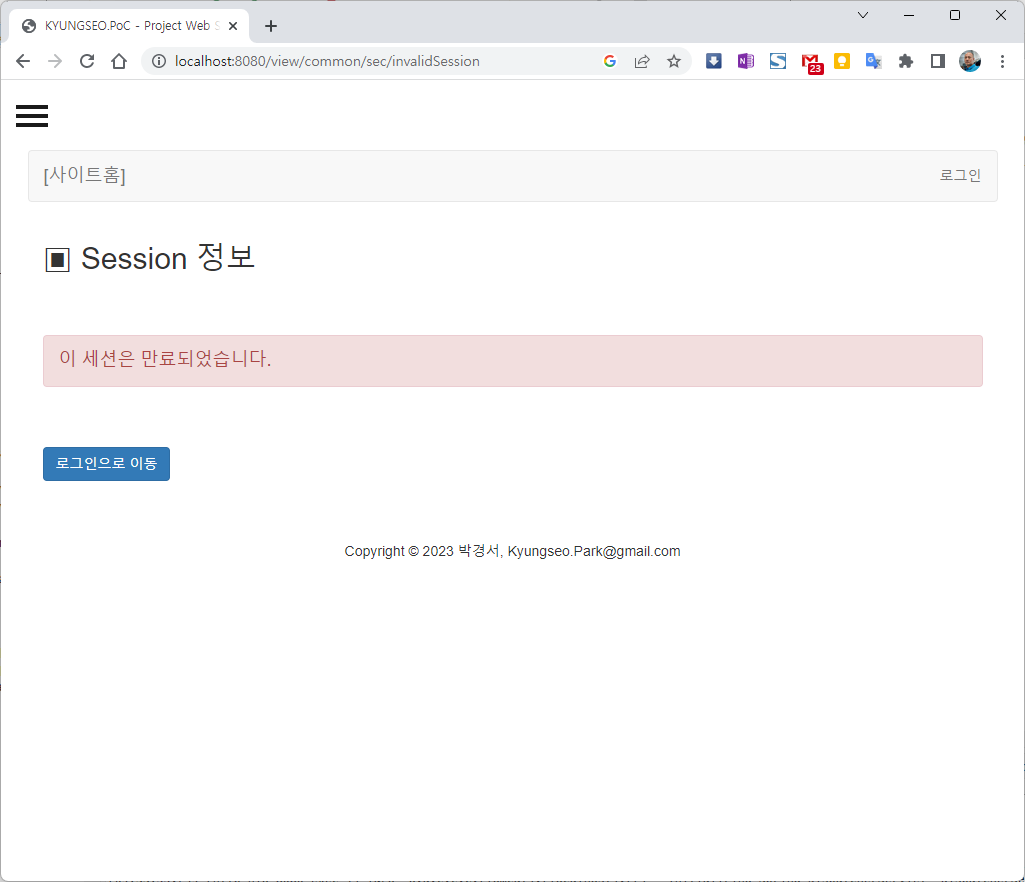 KYUNGSEO.PoC - Project Web
localhost:8080/view/common/sec/invalidSession
23
[사이트홈]
로그인
▣ Session 정보
이 세션은 만료되었습니다.
로그인으로 이동
Copyright © 2023 박경서, Kyungseo.Park@gmail.com